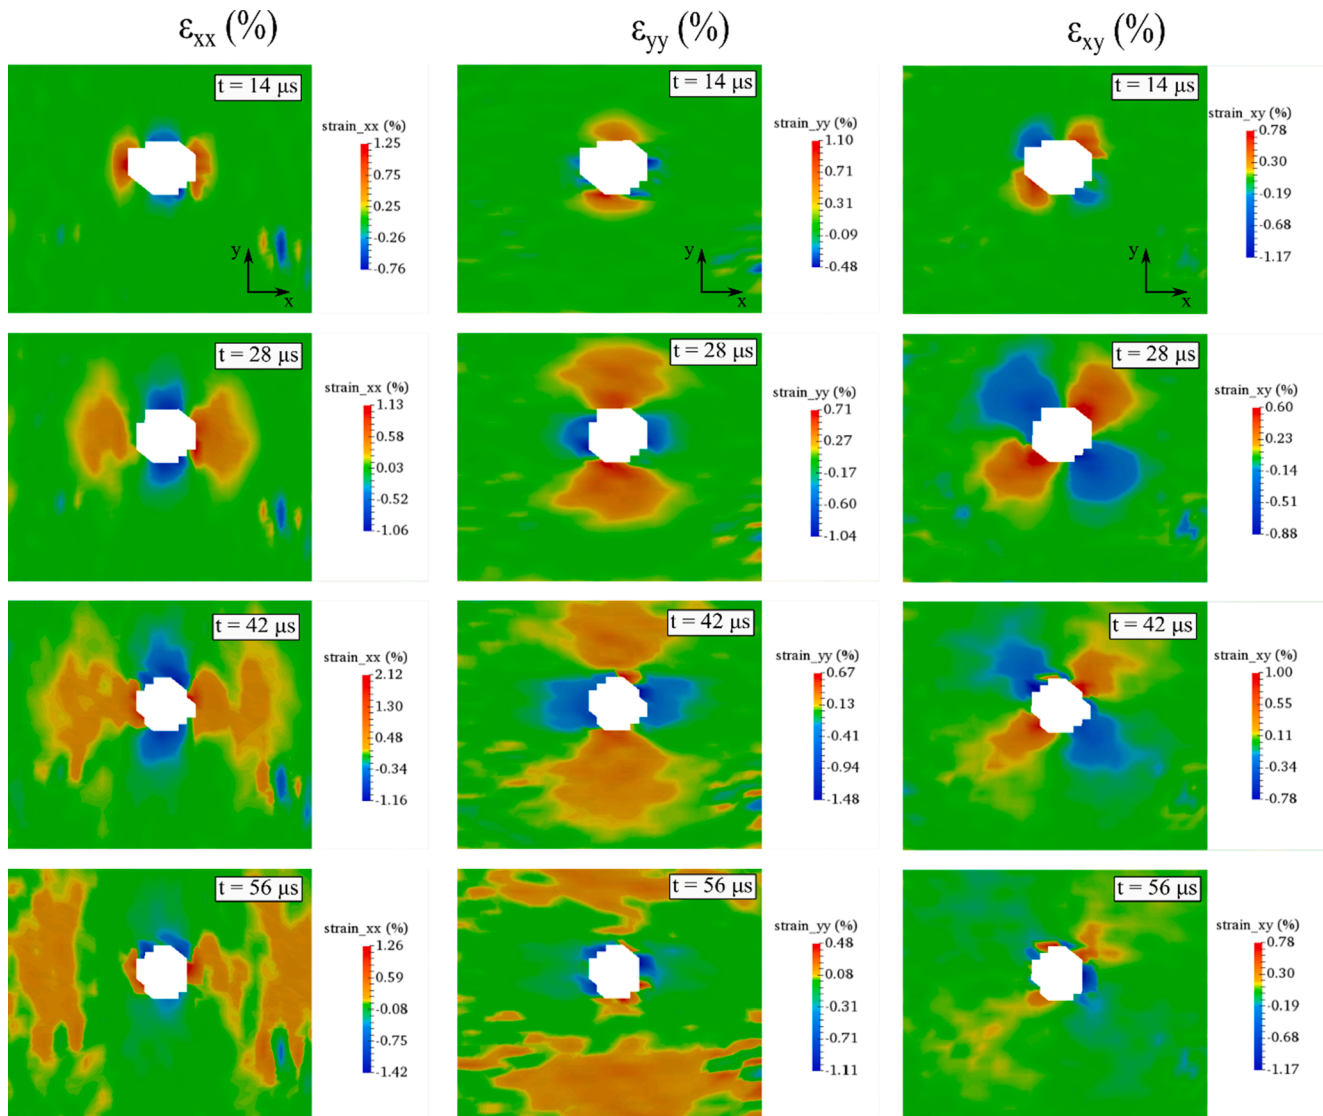 εxx (%) εyy (%) εxy (%)
t = 14 μs
strain_xx (%)
1.25
0.75
0.25
-0.26
-0.76
y
x
t = 14 μs
strain_yy (%)
1.10
0.71
0.31
-0.09
-0.48
y
x
t = 14 μs
strain_xy (%)
0.78
0.30
-0.19
-0.68
-1.17
y
x
t = 28 μs
strain_xx (%)
1.13
0.58
0.03
-0.52
-1.06
t = 28 μs
strain_yy (%)
0.71
0.27
-0.17
-0.60
-1.04
t = 28 μs
strain_xy (%)
0.60
0.23
-0.14
-0.51
-0.88
t = 42 μs
strain_xx (%)
2.12
1.30
0.48
-0.34
-1.16
t = 42 μs
strain_yy (%)
0.67
0.13
-0.41
-0.94
-1.48
t = 42 μs
strain_xy (%)
1.00
0.55
0.11
-0.34
-0.78
t = 56 μs
strain_xx (%)
1.26
0.59
-0.08
-0.75
-1.42
t = 56 μs
strain_yy (%)
0.48
0.08
-0.31
-0.71
-1.11
t = 56 μs
strain_xy (%)
0.78
0.30
-0.19
-0.68
-1.17